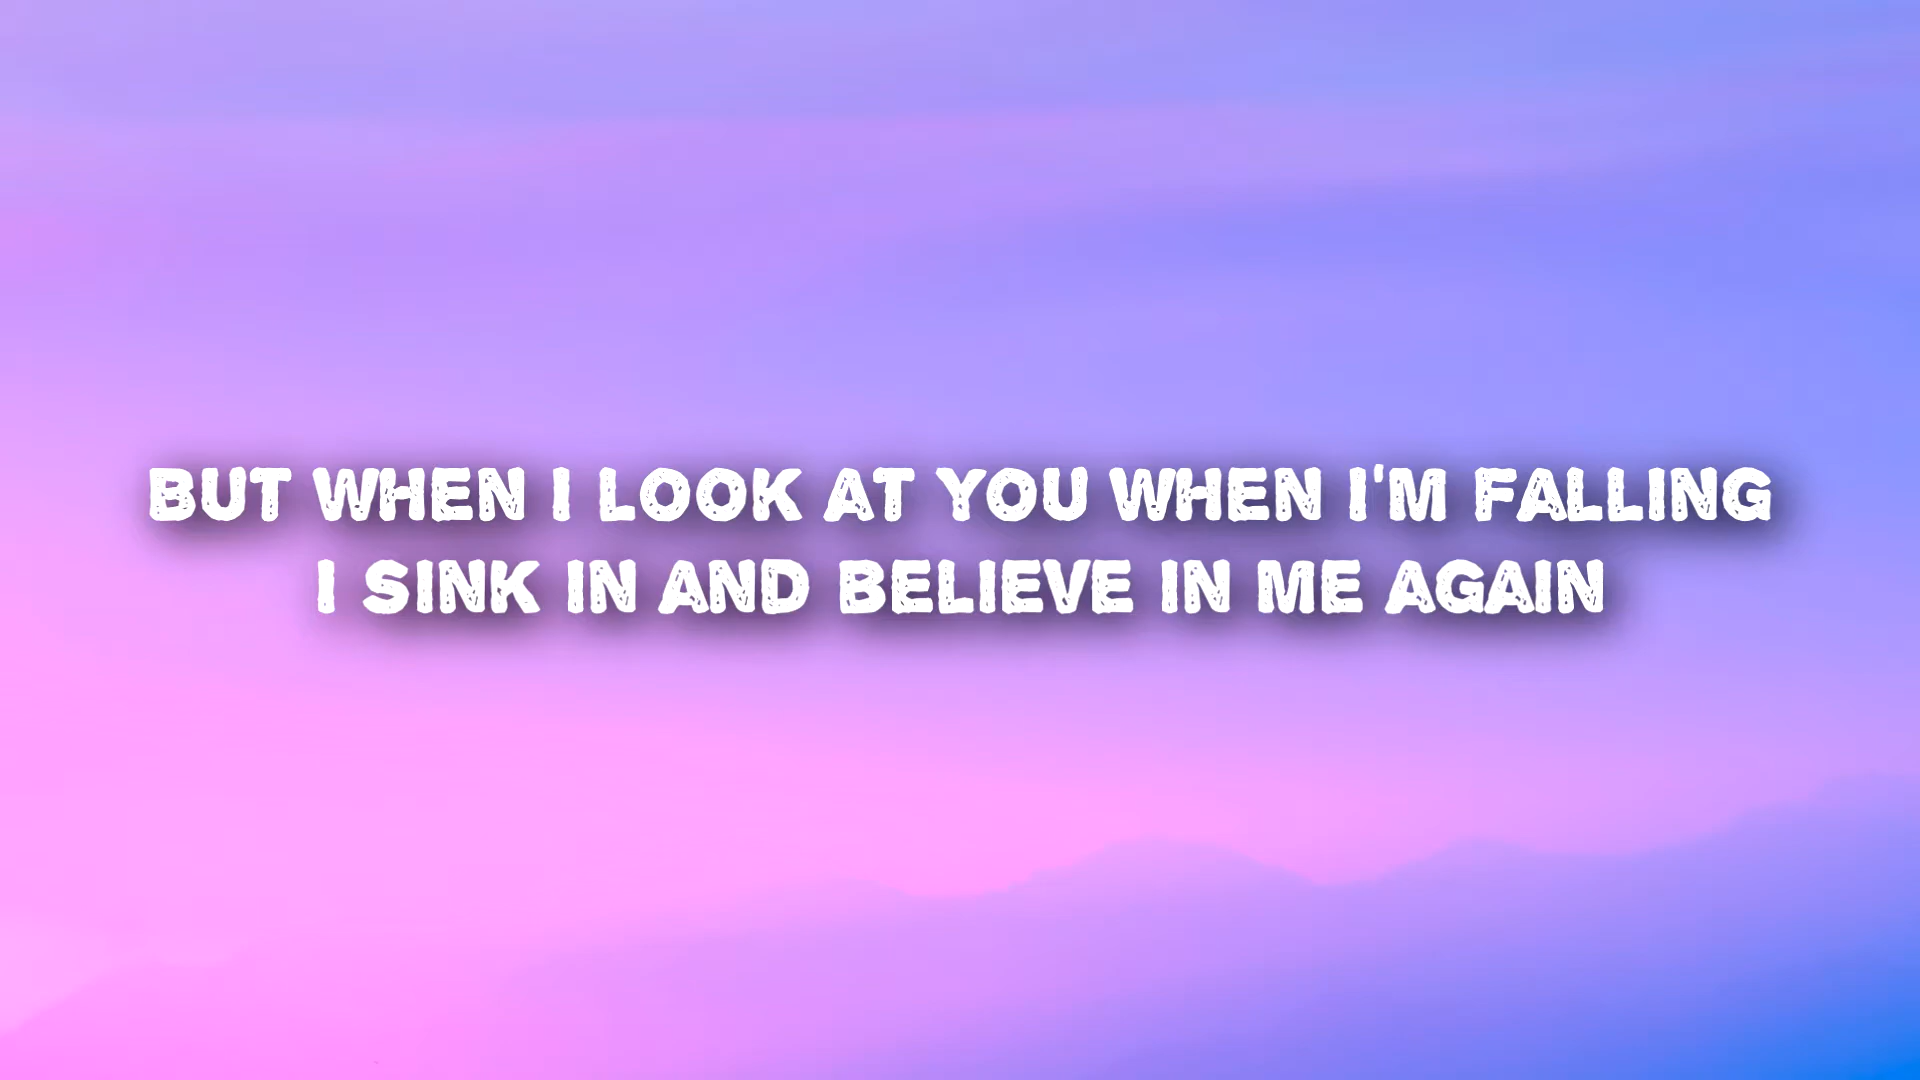 BUT WHEN I LOOK AT YOU WHEN I'M FALLING
I SINK IN AND BELIEVE IN ME AGAIN